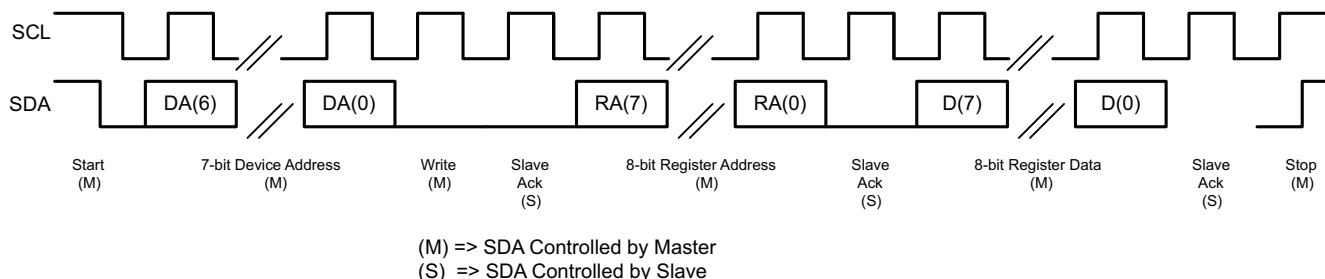 SCL
SDA
DA(6)
DA(0)
RA(7)
RA(0)
D(7)
D(0)
Start
(M)
7-bit Device Address
(M)
Write
(M)
Slave
Ack
(S)
8-bit Register Address
(M)
Slave
Ack
(S)
8-bit Register Data
(M)
Slave
Ack
(S)
Stop
(M)
(M) => SDA Controlled by Master
(S) => SDA Controlled by Slave